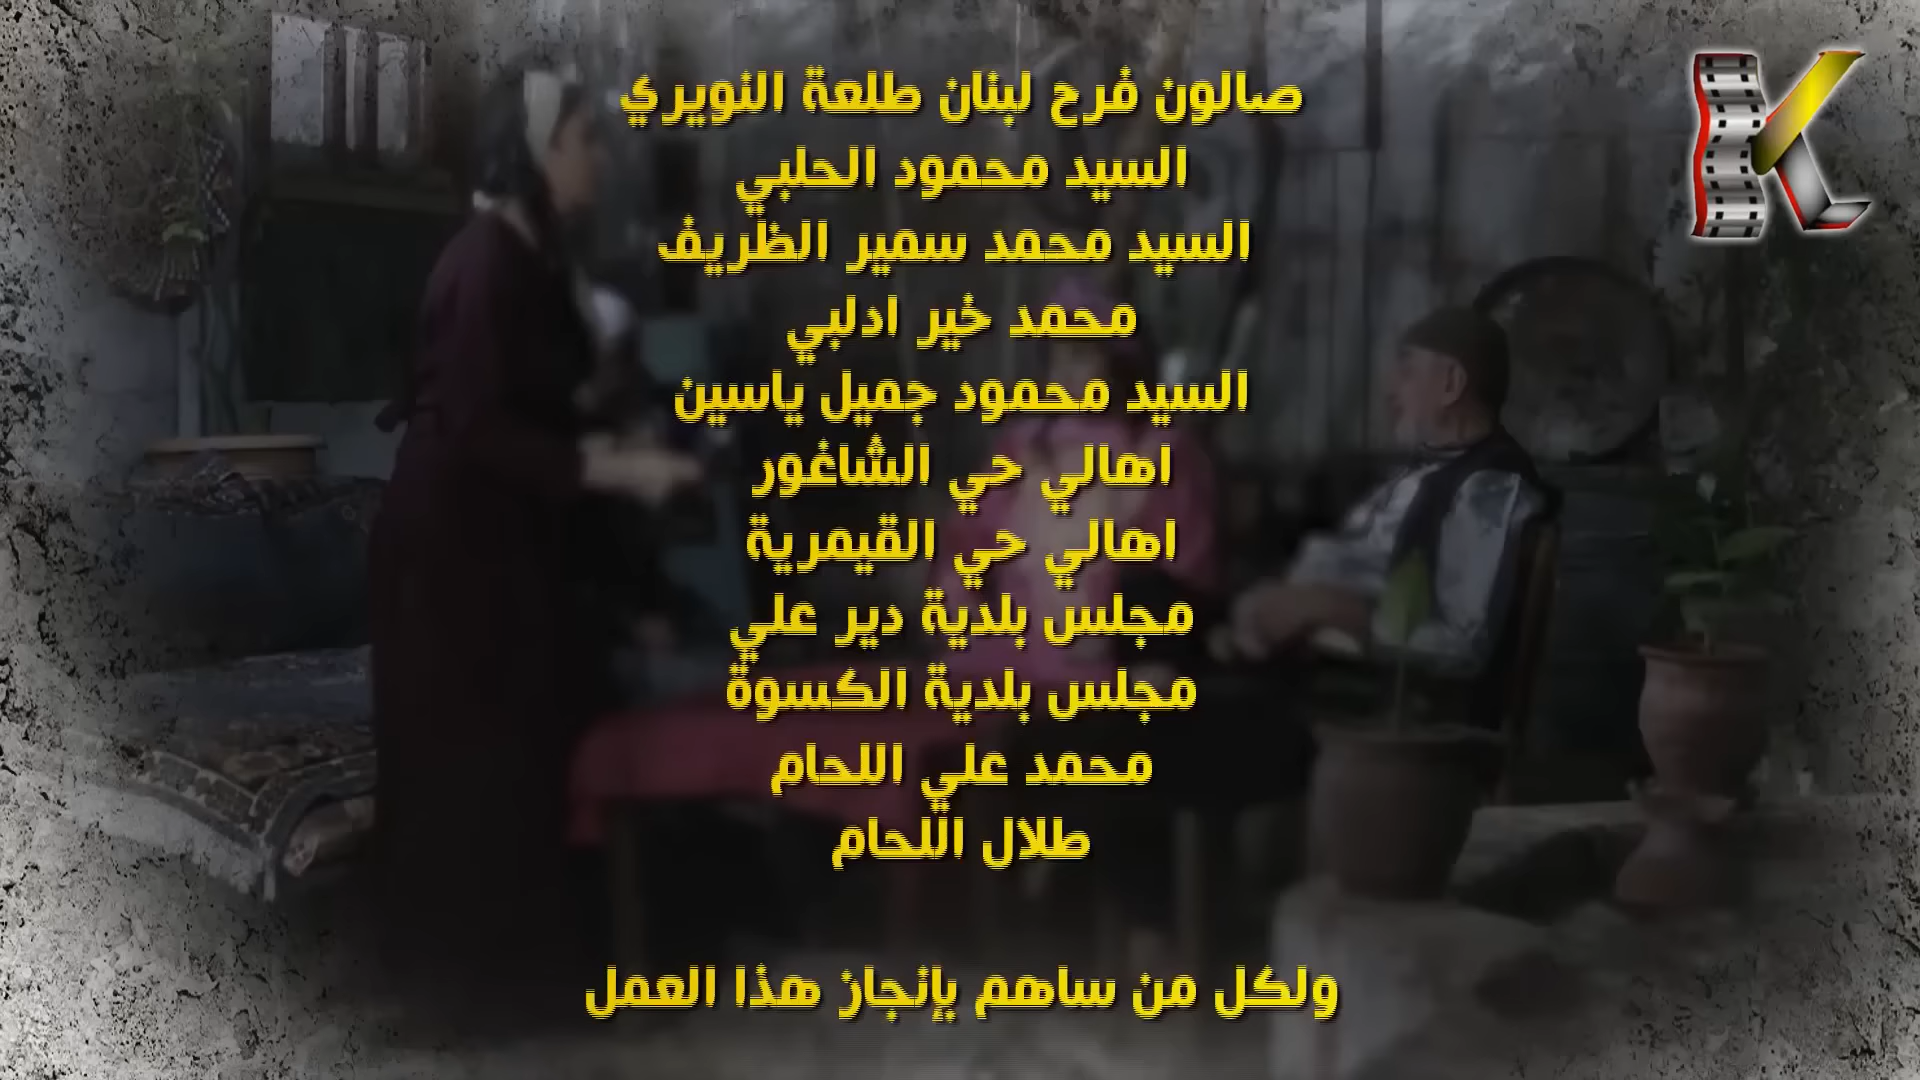 صالون فرح لبنان طلعة النويري
السيد محمود الحلبي
السيد محمد سمير الظريف
محمد خير ادلبي
السيد محمود جميل ياسين
اهالي حي الشاغور
اهالي حي القيمرية
مجلس بلدية دير علي
مجلس بلدية الكسوة
محمد علي اللحام
طلال اللحام
ولكل من ساهم بإنجاز هذا العمل
K